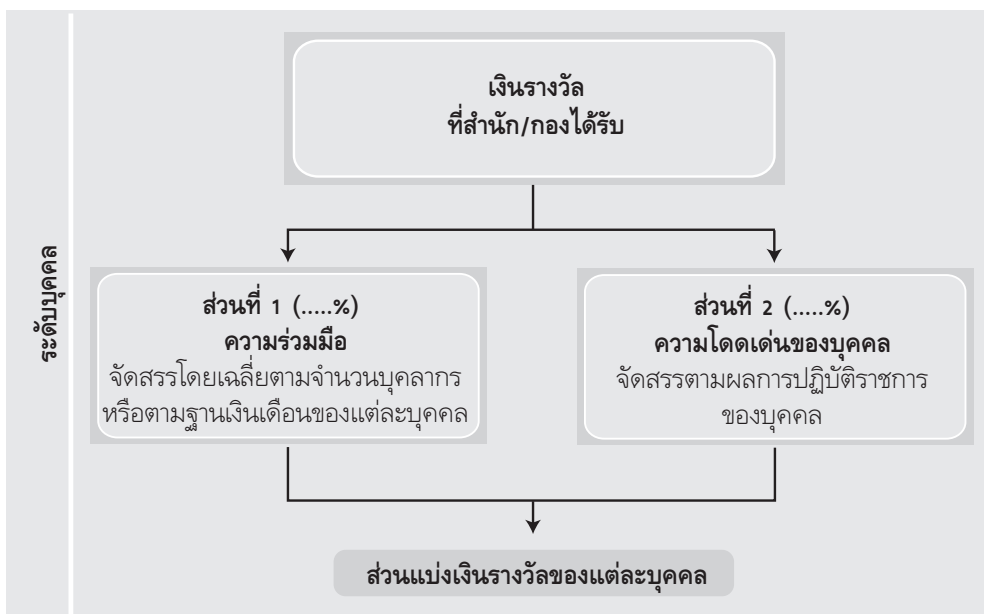 เงินรางวัล
ที่สำนัก/กองได้รับ
ระดับบุคคล
ส่วนที่ 1 (.....%)
ความร่วมมือ
จัดสรรโดยเฉลี่ยตามจำนวนบุคลากร
หรือตามฐานเงินเดือนของแต่ละบุคคล
ส่วนที่ 2 (.....%)
ความโดดเด่นของบุคคล
จัดสรรตามผลการปฏิบัติราชการ
ของบุคคล
ส่วนแบ่งเงินรางวัลของแต่ละบุคคล